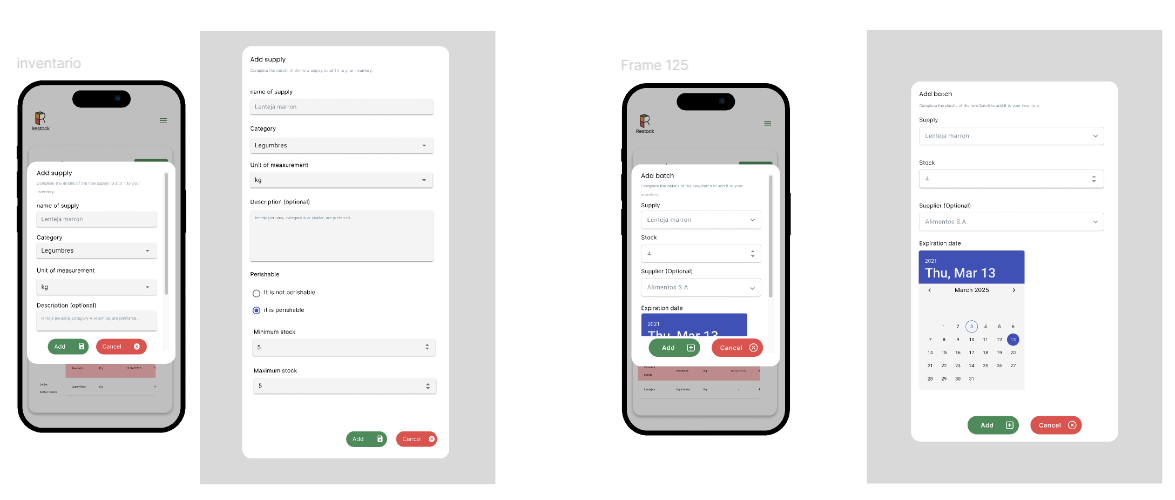 inventario
Restock
Add supply
Complete the details of the new supply to add it to your
inventory.
name of supply
Lenteja marron
Category
Legumbres
Unit of measurement
kg
Description (optional)
Add
Cancel
Add supply
Complete the details of the new supply to add it to your inventory.
name of supply
Lenteja marron
Category
Legumbres
Unit of measurement
kg
Description (optional)
Perishable
It is not perishable
it is perishable
Minimum stock
5
Maximum stock
5
Add
Cancel
Frame 125
Restock
Add batch
Complete the details of the new batch to add it to your
inventory.
Supply
Lenteja marron
Stock
4
Supplier (Optional)
Alimentos S.A
Expiration date
2021
Thu, Mar 13
Add
Cancel
Add batch
Complete the details of the new batch to add it to your inventory.
Supply
Lenteja marron
Stock
4
Supplier (Optional)
Alimentos S.A
Expiration date
2021
Thu, Mar 13
March 2025
1 2 3 4 5 6
7 8 9 10 11 12 13
14 15 16 17 18 19 20
21 22 23 24 25 26 27
28 29 30 31
Add
Cancel